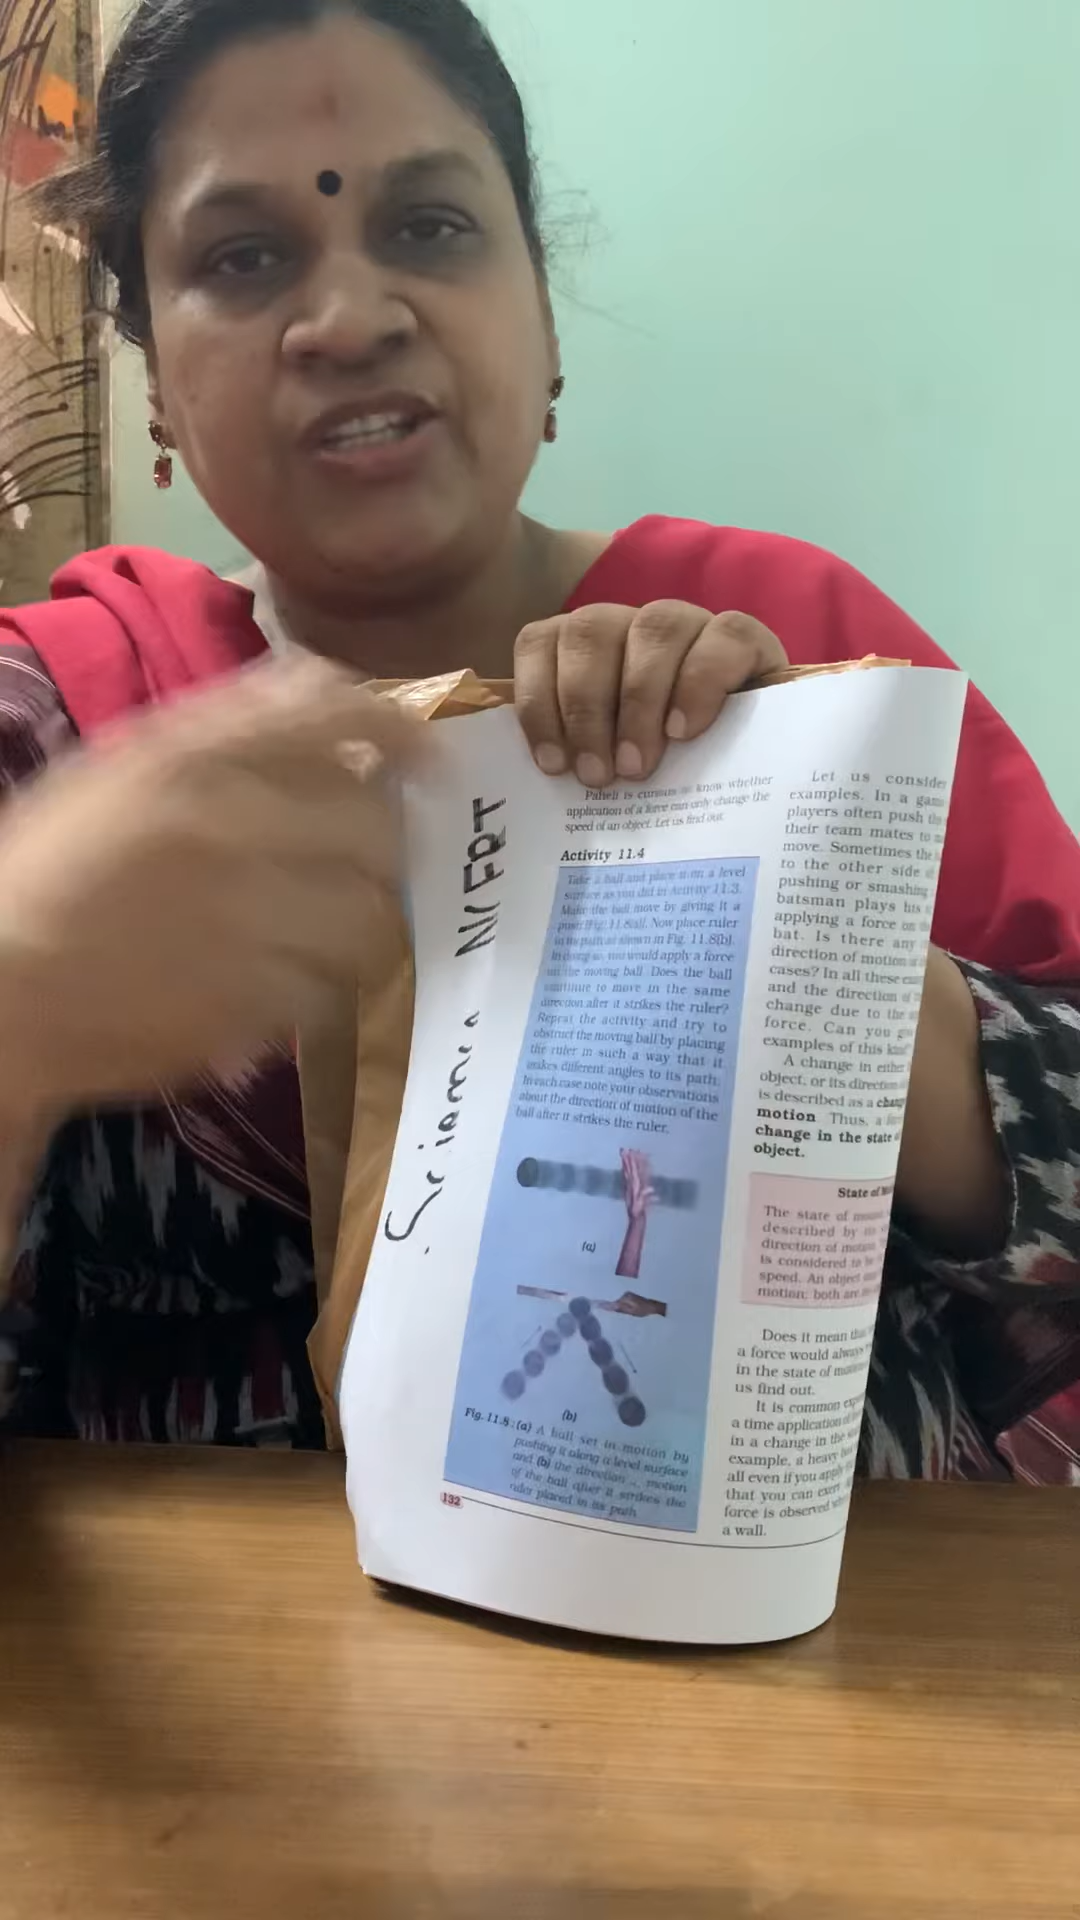 Science NCERT
Paheli is curious to know whether
application of a force can only change the
speed of an object. Let us find out.
Activity 11.4
Take a ball and place it on a level
surface as you did in Activity 11.3.
Make the ball move by giving it a
push [Fig. 11.8(a)]. Now place ruler
in its path as shown in Fig. 11.8(b).
In doing so, you would apply a force
on the moving ball. Does the ball
continue to move in the same
direction after it strikes the ruler?
Repeat the activity and try to
obstruct the moving ball by placing
the ruler in such a way that it
makes different angles to its path.
In each case note your observations
about the direction of motion of the
ball after it strikes the ruler.
(a)
(b)
Fig. 11.8 : (a) A ball set in motion by
pushing it along a level surface
and (b) the direction of motion
of the ball after it strikes the
ruler placed in its path
132
Let us consider
examples. In a
players often push
their team mates to
move. Sometimes the
to the other side
pushing or smashing
batsman plays his
applying a force on
bat. Is there any
direction of motion
cases? In all these
and the direction of
change due to the
force. Can you
examples of this
A change in either
object, or its direction
is described as a
motion. Thus, a
change in the state
object.
State of
The state of
described by its
direction of motion.
is considered to be
speed. An object
motion; both are
Does it mean
a force would always
in the state of
us find out.
It is common
a time application
in a change in the
example, a heavy
all even if you apply
that you can exert.
force is observed
a wall.